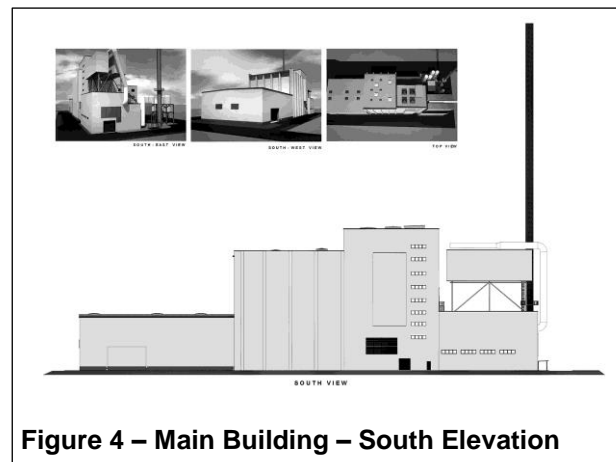 SOUTH - EAST VIEW
SOUTH - WEST VIEW
TOP VIEW
SOUTH VIEW
Figure 4 – Main Building – South Elevation